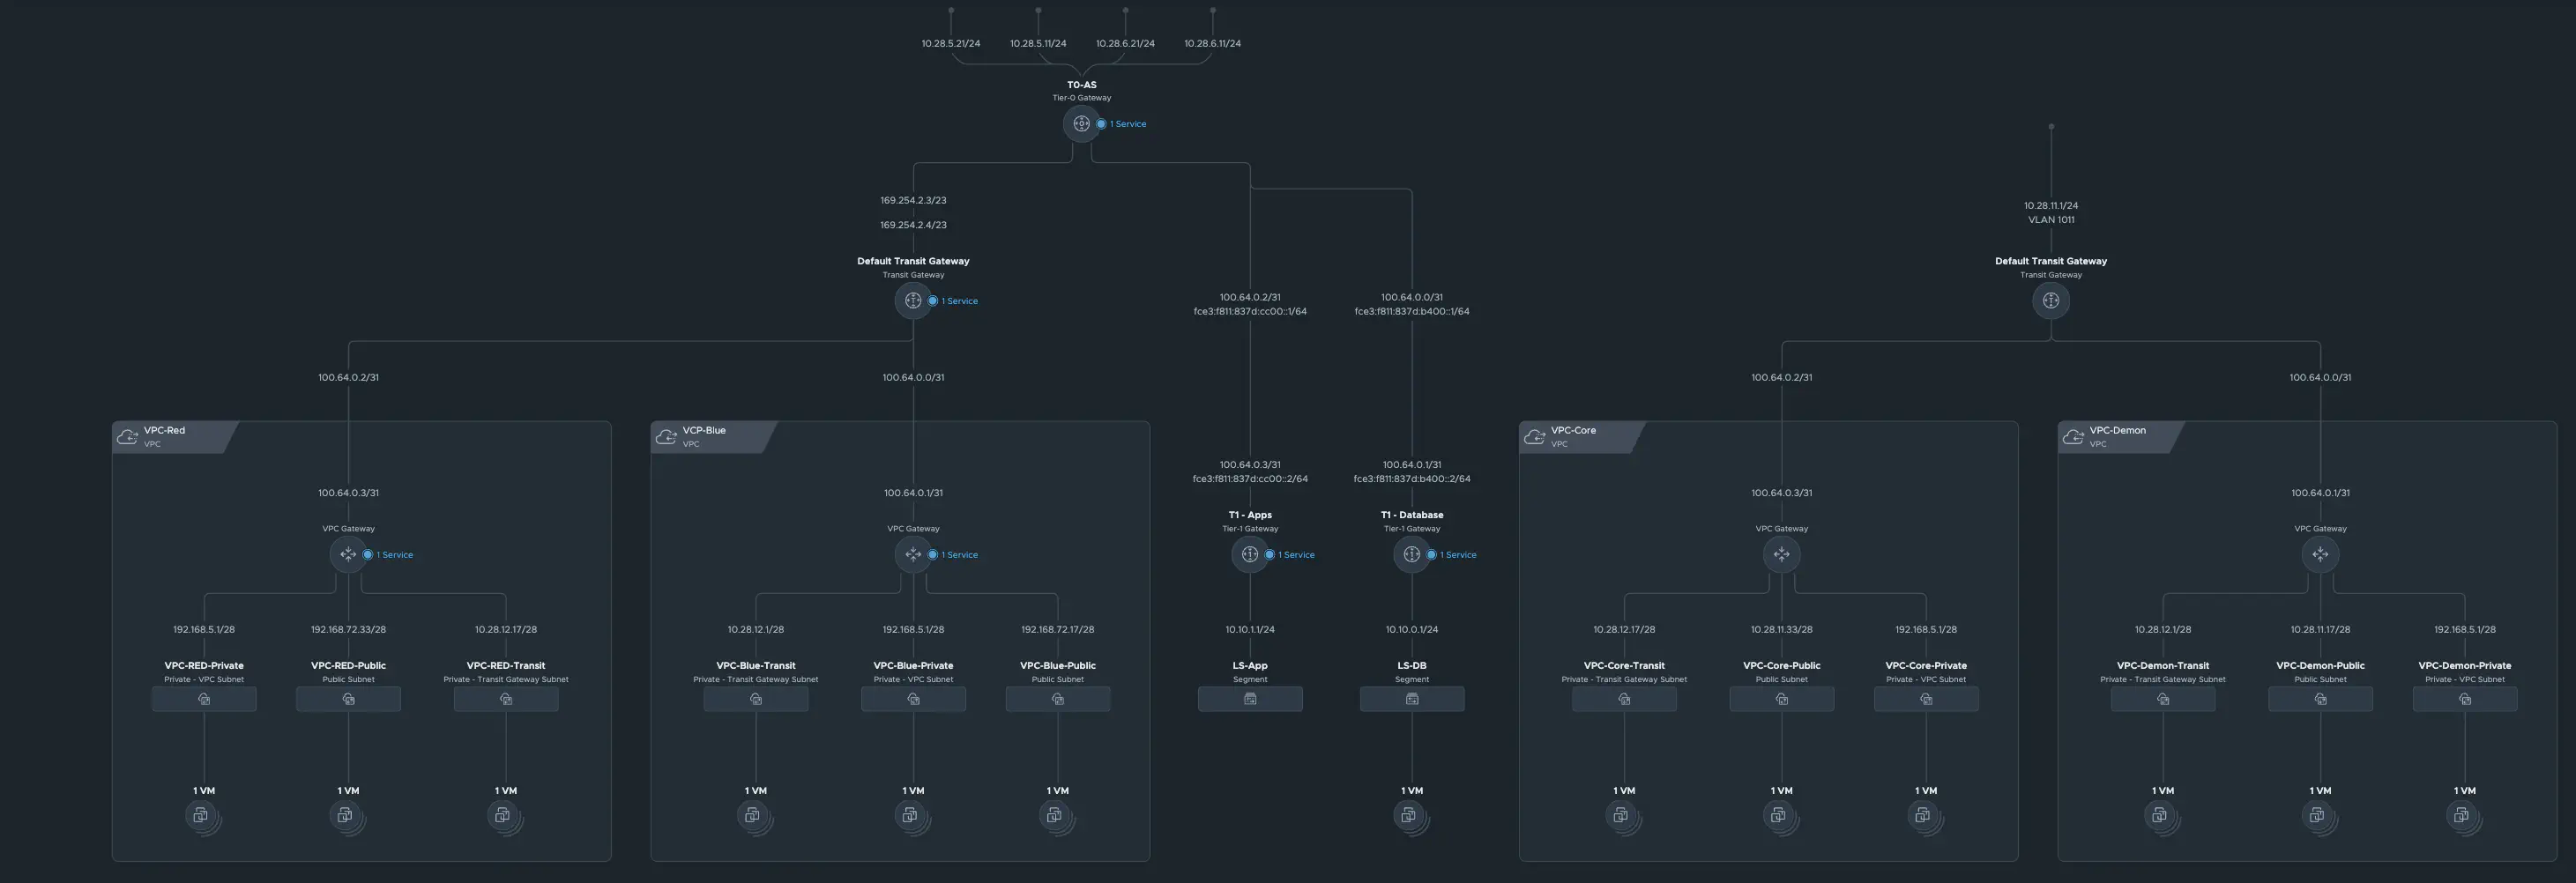 10.28.5.21/24
10.28.5.11/24
10.28.6.21/24
10.28.6.11/24
T0-AS
Tier-0 Gateway
1 Service
169.254.2.3/23
169.254.2.4/23
Default Transit Gateway
Transit Gateway
1 Service
100.64.0.2/31
fce3:f811:837d:cc00::1/64
100.64.0.0/31
fce3:f811:837d:b400::1/64
10.28.11.1/24
VLAN 1011
Default Transit Gateway
Transit Gateway
100.64.0.2/31
100.64.0.0/31
100.64.0.2/31
100.64.0.0/31
VPC-Red
VPC
100.64.0.3/31
VPC Gateway
1 Service
192.168.5.1/28
192.168.72.33/28
10.28.12.17/28
VPC-RED-Private
Private - VPC Subnet
VPC-RED-Public
Public Subnet
VPC-RED-Transit
Private - Transit Gateway Subnet
1 VM
1 VM
1 VM
VCP-Blue
VPC
100.64.0.1/31
VPC Gateway
1 Service
10.28.12.1/28
192.168.5.1/28
192.168.72.17/28
VPC-Blue-Transit
Private - Transit Gateway Subnet
VPC-Blue-Private
Private - VPC Subnet
VPC-Blue-Public
Public Subnet
1 VM
1 VM
1 VM
100.64.0.3/31
fce3:f811:837d:cc00::2/64
T1 - Apps
Tier-1 Gateway
1 Service
10.10.1.1/24
LS-App
Segment
100.64.0.1/31
fce3:f811:837d:b400::2/64
T1 - Database
Tier-1 Gateway
1 Service
10.10.0.1/24
LS-DB
Segment
1 VM
VPC-Core
VPC
100.64.0.3/31
VPC Gateway
10.28.12.17/28
10.28.11.33/28
192.168.5.1/28
VPC-Core-Transit
Private - Transit Gateway Subnet
VPC-Core-Public
Public Subnet
VPC-Core-Private
Private - VPC Subnet
1 VM
1 VM
1 VM
VPC-Demon
VPC
100.64.0.1/31
VPC Gateway
10.28.12.1/28
10.28.11.17/28
192.168.5.1/28
VPC-Demon-Transit
Private - Transit Gateway Subnet
VPC-Demon-Public
Public Subnet
VPC-Demon-Private
Private - VPC Subnet
1 VM
1 VM
1 VM